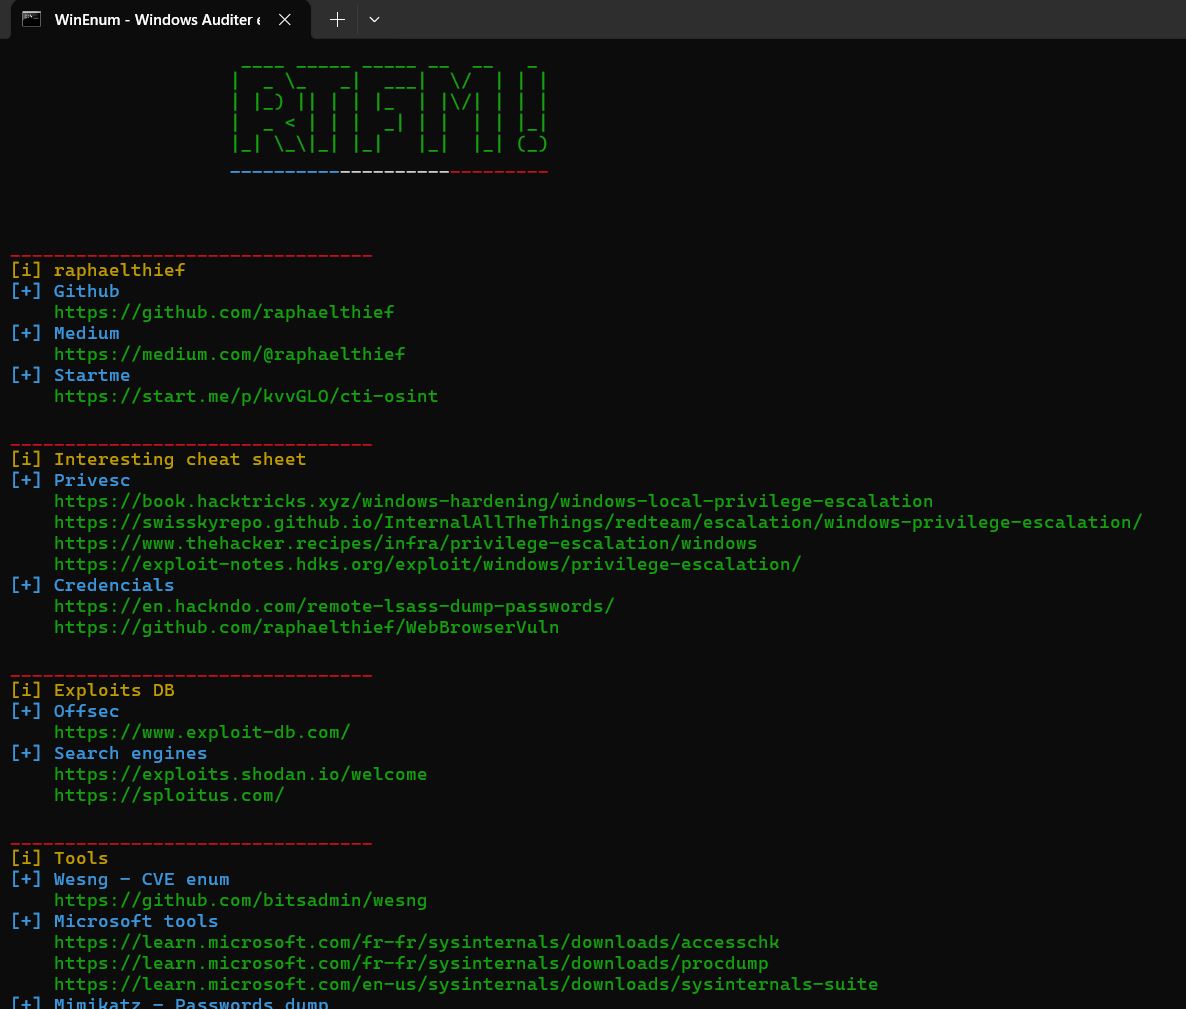 WinEnum - Windows Auditer e
RTFM!
[i] raphaelthief
[+] Github
https://github.com/raphaelthief
[+] Medium
https://medium.com/@raphaelthief
[+] Startme
https://start.me/p/kvvGLO/cti-osint
[i] Interesting cheat sheet
[+] Privesc
https://book.hacktricks.xyz/windows-hardening/windows-local-privilege-escalation
https://swisskyrepo.github.io/InternalAllTheThings/redteam/escalation/windows-privilege-escalation/
https://www.thehacker.recipes/infra/privilege-escalation/windows
https://exploit-notes.hdks.org/exploit/windows/privilege-escalation/
[+] Credencials
https://en.hackndo.com/remote-lsass-dump-passwords/
https://github.com/raphaelthief/WebBrowserVuln
[i] Exploits DB
[+] Offsec
https://www.exploit-db.com/
[+] Search engines
https://exploits.shodan.io/welcome
https://sploitus.com/
[i] Tools
[+] Wesng - CVE enum
https://github.com/bitsadmin/wesng
[+] Microsoft tools
https://learn.microsoft.com/fr-fr/sysinternals/downloads/accesschk
https://learn.microsoft.com/fr-fr/sysinternals/downloads/procdump
https://learn.microsoft.com/en-us/sysinternals/downloads/sysinternals-suite
[+] Mimikatz - Passwords dump